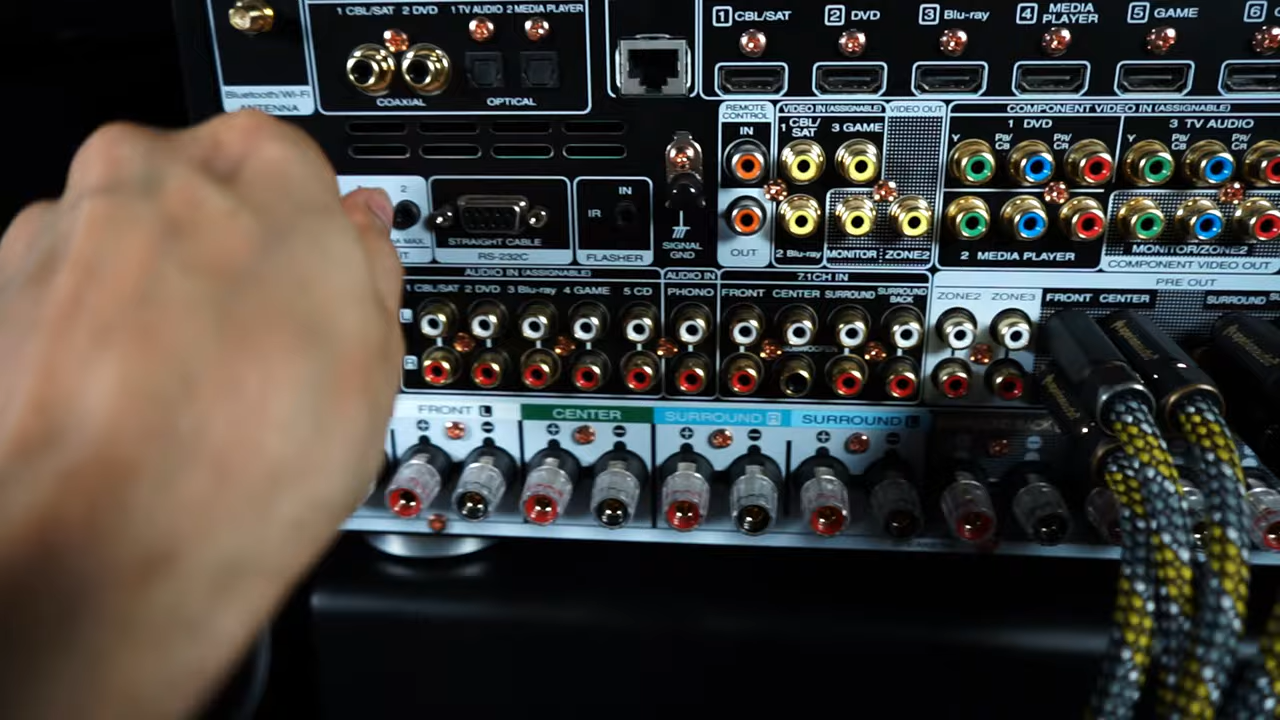 1 CBL/SAT 2 DVD 1 TV AUDIO 2 MEDIA PLAYER
COAXIAL OPTICAL
Bluetooth/Wi-Fi
ANTENNA
1 CBL/SAT 2 DVD 3 Blu-ray 4 MEDIA PLAYER 5 GAME 6
REMOTE CONTROL
IN
OUT
VIDEO IN (ASSIGNABLE) VIDEO OUT
1 CBL/SAT 3 GAME
2 Blu-ray MONITOR ZONE2
COMPONENT VIDEO IN (ASSIGNABLE)
1 DVD 3 TV AUDIO
Y PB/CB PR/CR Y PB/CB PR/CR
2 MEDIA PLAYER MONITOR/ZONE2
COMPONENT VIDEO OUT
2
STRAIGHT CABLE
RS-232C
IR IN
FLASHER
SIGNAL
GND
AUDIO IN (ASSIGNABLE) AUDIO IN 7.1CH IN
1 CBL/SAT 2 DVD 3 Blu-ray 4 GAME 5 CD PHONO FRONT CENTER SURROUND SURROUND BACK
L
R
SUBWOOFER
PRE OUT
ZONE2 ZONE3 FRONT CENTER SURROUND
FRONT L CENTER SURROUND R SURROUND L
+ − + − + − + −